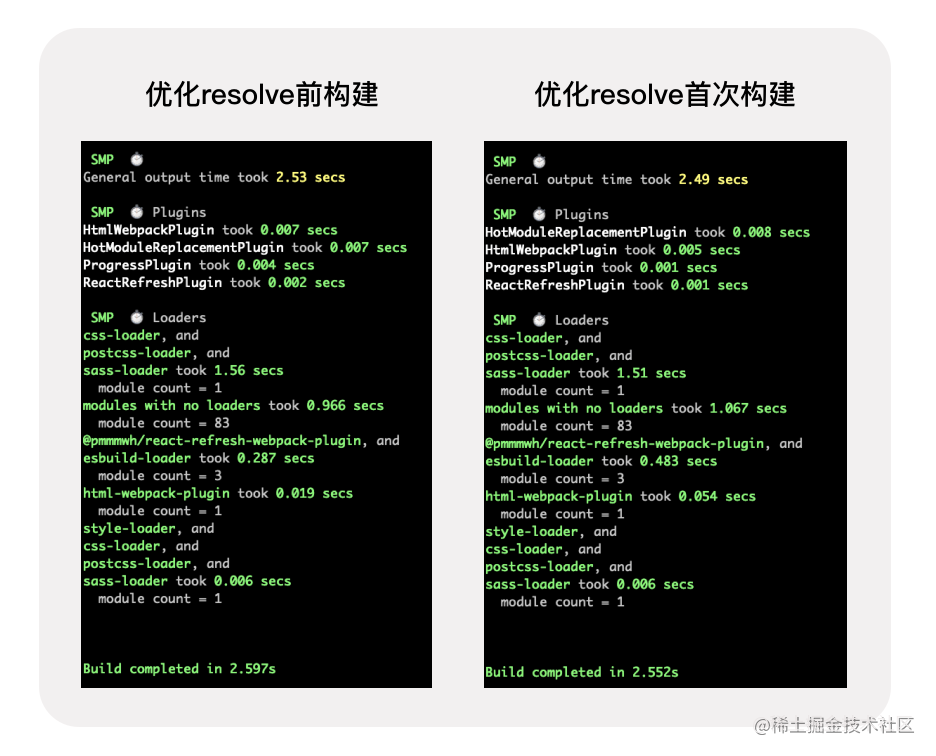 优化resolve前构建
SMP ⏱
General output time took 2.53 secs
SMP ⏱ Plugins
HtmlWebpackPlugin took 0.007 secs
HotModuleReplacementPlugin took 0.007 secs
ProgressPlugin took 0.004 secs
ReactRefreshPlugin took 0.002 secs
SMP ⏱ Loaders
css-loader, and
postcss-loader, and
sass-loader took 1.56 secs
module count = 1
modules with no loaders took 0.966 secs
module count = 83
@pmmmwh/react-refresh-webpack-plugin, and
esbuild-loader took 0.287 secs
module count = 3
html-webpack-plugin took 0.019 secs
module count = 1
style-loader, and
css-loader, and
postcss-loader, and
sass-loader took 0.006 secs
module count = 1
Build completed in 2.597s
优化resolve首次构建
SMP ⏱
General output time took 2.49 secs
SMP ⏱ Plugins
HotModuleReplacementPlugin took 0.008 secs
HtmlWebpackPlugin took 0.005 secs
ProgressPlugin took 0.001 secs
ReactRefreshPlugin took 0.001 secs
SMP ⏱ Loaders
css-loader, and
postcss-loader, and
sass-loader took 1.51 secs
module count = 1
modules with no loaders took 1.067 secs
module count = 83
@pmmmwh/react-refresh-webpack-plugin, and
esbuild-loader took 0.483 secs
module count = 3
html-webpack-plugin took 0.054 secs
module count = 1
style-loader, and
css-loader, and
postcss-loader, and
sass-loader took 0.006 secs
module count = 1
Build completed in 2.552s
@稀土掘金技术社区